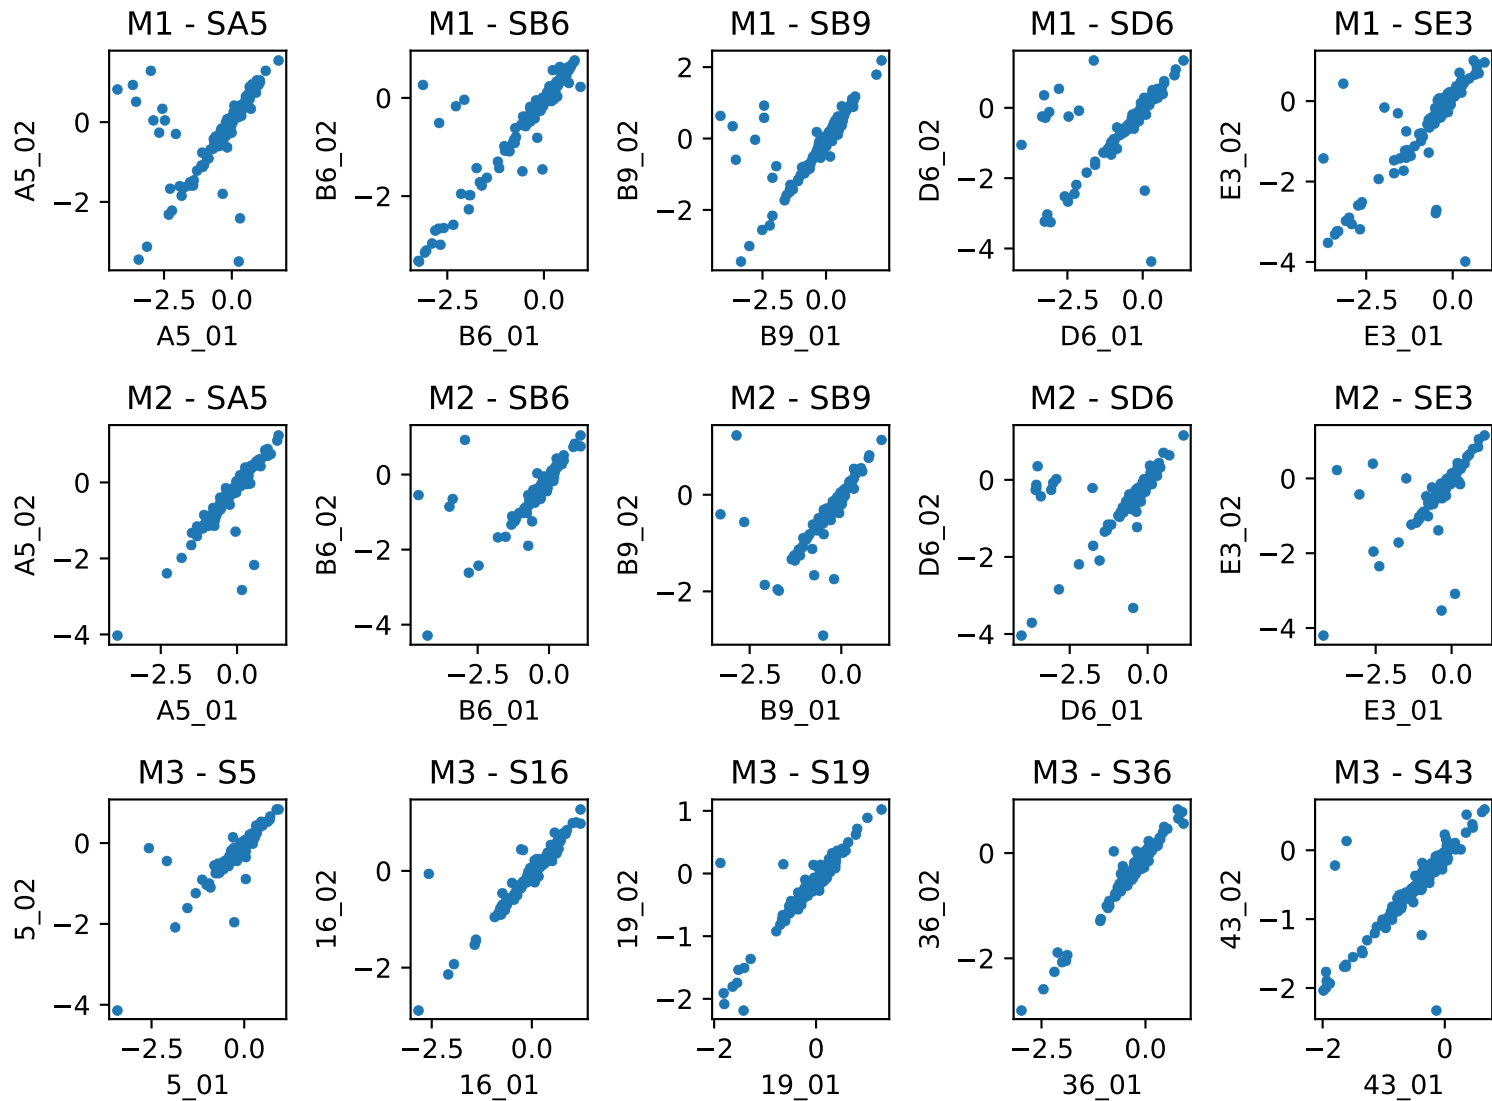 M1 - SA5 M1 - SB6 M1 - SB9 M1 - SD6 M1 - SE3
A5_02 0 −2 −2.5 0.0 A5_01
B6_02 0 −2 −2.5 0.0 B6_01
B9_02 2 0 −2 −2.5 0.0 B9_01
D6_02 0 −2 −4 −2.5 0.0 D6_01
E3_02 0 −2 −4 −2.5 0.0 E3_01
M2 - SA5 M2 - SB6 M2 - SB9 M2 - SD6 M2 - SE3
A5_02 0 −2 −4 −2.5 0.0 A5_01
B6_02 0 −2 −4 −2.5 0.0 B6_01
B9_02 0 −2 −2.5 0.0 B9_01
D6_02 0 −2 −4 −2.5 0.0 D6_01
E3_02 0 −2 −4 −2.5 0.0 E3_01
M3 - S5 M3 - S16 M3 - S19 M3 - S36 M3 - S43
5_02 0 −2 −4 −2.5 0.0 5_01
16_02 0 −2 −2.5 0.0 16_01
19_02 1 0 −1 −2 −2 0 19_01
36_02 0 −2 −2.5 0.0 36_01
43_02 0 −1 −2 −2 0 43_01